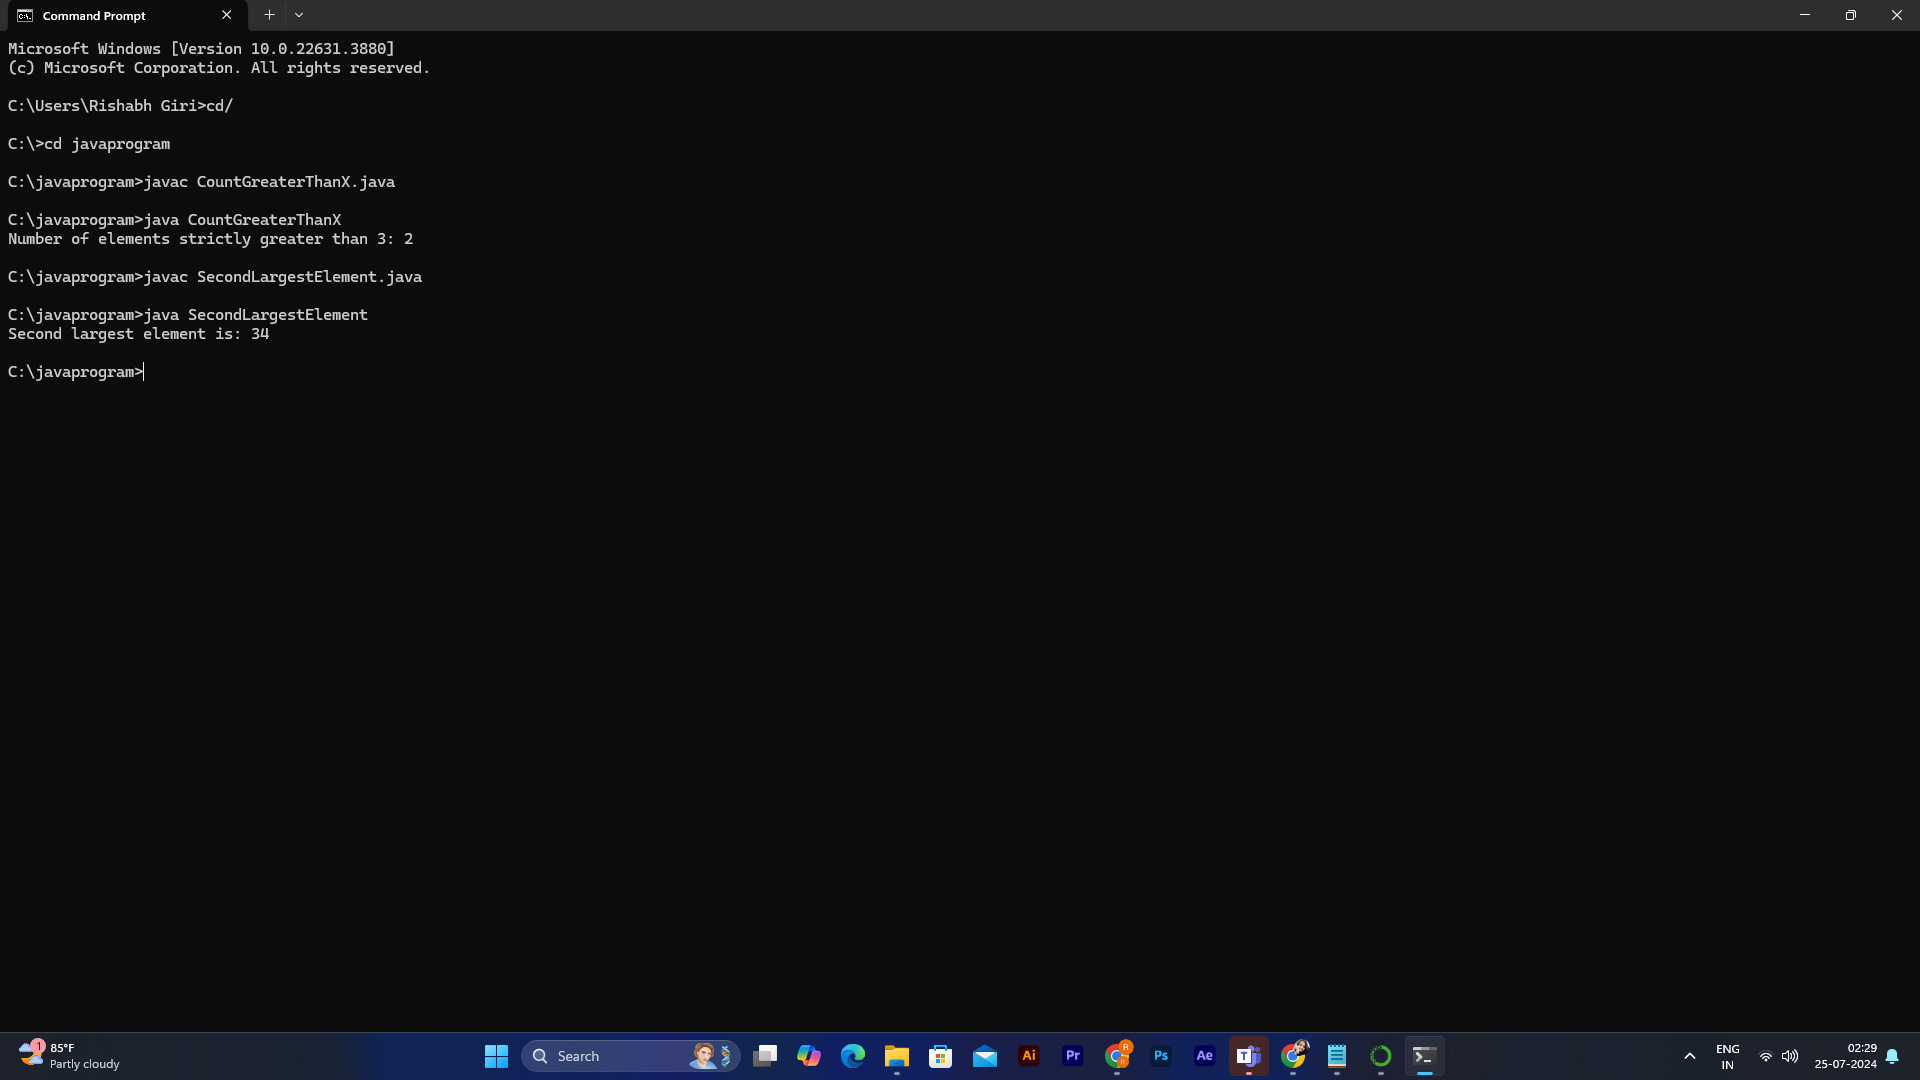 Command Prompt
Microsoft Windows [Version 10.0.22631.3880]
(c) Microsoft Corporation. All rights reserved.
C:\Users\Rishabh Giri>cd/
C:\>cd javaprogram
C:\javaprogram>javac CountGreaterThanX.java
C:\javaprogram>java CountGreaterThanX
Number of elements strictly greater than 3: 2
C:\javaprogram>javac SecondLargestElement.java
C:\javaprogram>java SecondLargestElement
Second largest element is: 34
C:\javaprogram>
1
85°F
Partly cloudy
Search
Ai
Pr
R
Ps
Ae
T
ENG
IN
02:29
25-07-2024